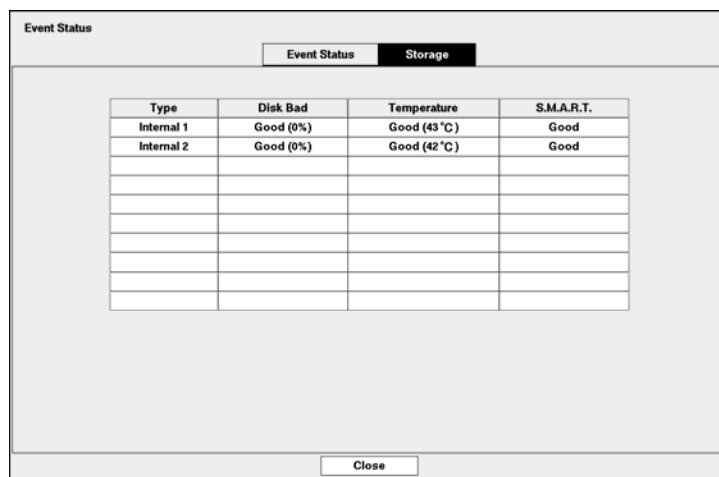 Event Status
Event Status Storage
Type Disk Bad Temperature S.M.A.R.T.
Internal 1 Good (0%) Good (43˚C) Good
Internal 2 Good (0%) Good (42˚C) Good
Close